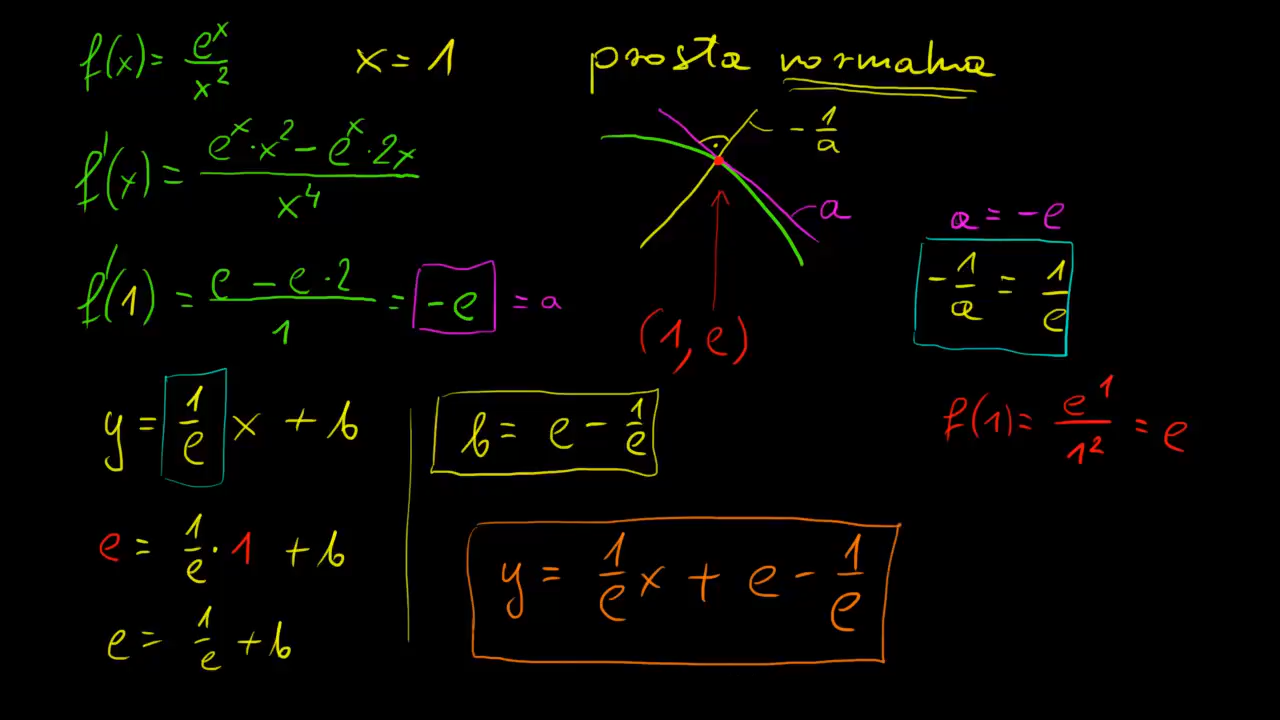 f(x) = e^x / x^2
x = 1
prosta normalna
f'(x) = (e^x · x^2 - e^x · 2x) / x^4
- 1/a
a
(1, e)
a = -e
- 1/a = 1/e
f'(1) = (e - e · 2) / 1 = -e = a
f(1) = e^1 / 1^2 = e
y = 1/e x + b
e = 1/e · 1 + b
e = 1/e + b
b = e - 1/e
y = 1/e x + e - 1/e